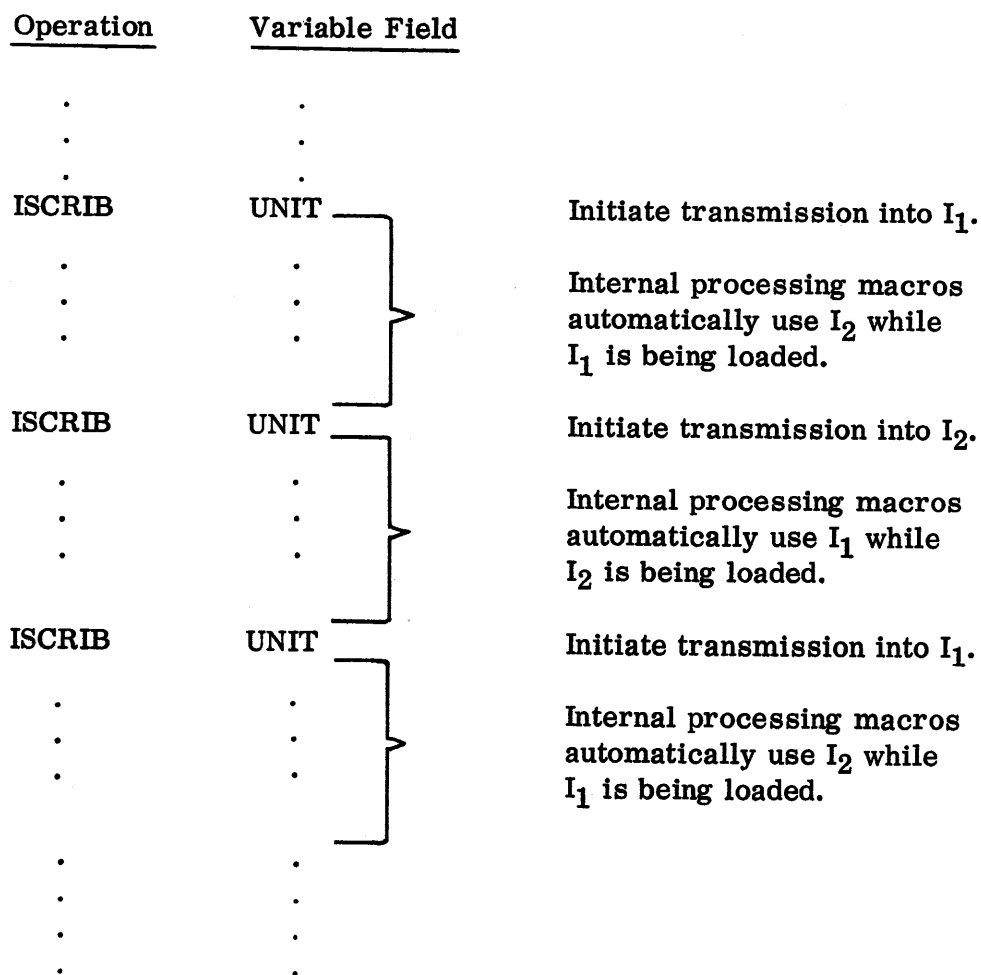 Operation Variable Field
. .
. .
. .
ISCRIB UNIT Initiate transmission into I₁.
. .
. .
. .
Internal processing macros
automatically use I₂ while
I₁ is being loaded.
ISCRIB UNIT Initiate transmission into I₂.
. .
. .
. .
Internal processing macros
automatically use I₁ while
I₂ is being loaded.
ISCRIB UNIT Initiate transmission into I₁.
. .
. .
. .
Internal processing macros
automatically use I₂ while
I₁ is being loaded.
. .
. .
. .
. .